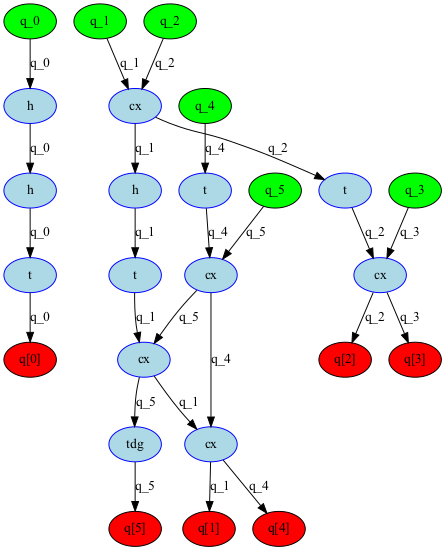 q_0 q_1 q_2
q_0 q_1 q_2
h cx q_4
q_0 q_1 q_4 q_2
h h t q_5 t q_3
q_0 q_1 q_4 q_5 q_2 q_3
t t cx cx
q_0 q_1 q_5 q_4 q_2 q_3
q[0] cx q[2] q[3]
q_5 q_1
tdg cx
q_5 q_1 q_4
q[5] q[1] q[4]